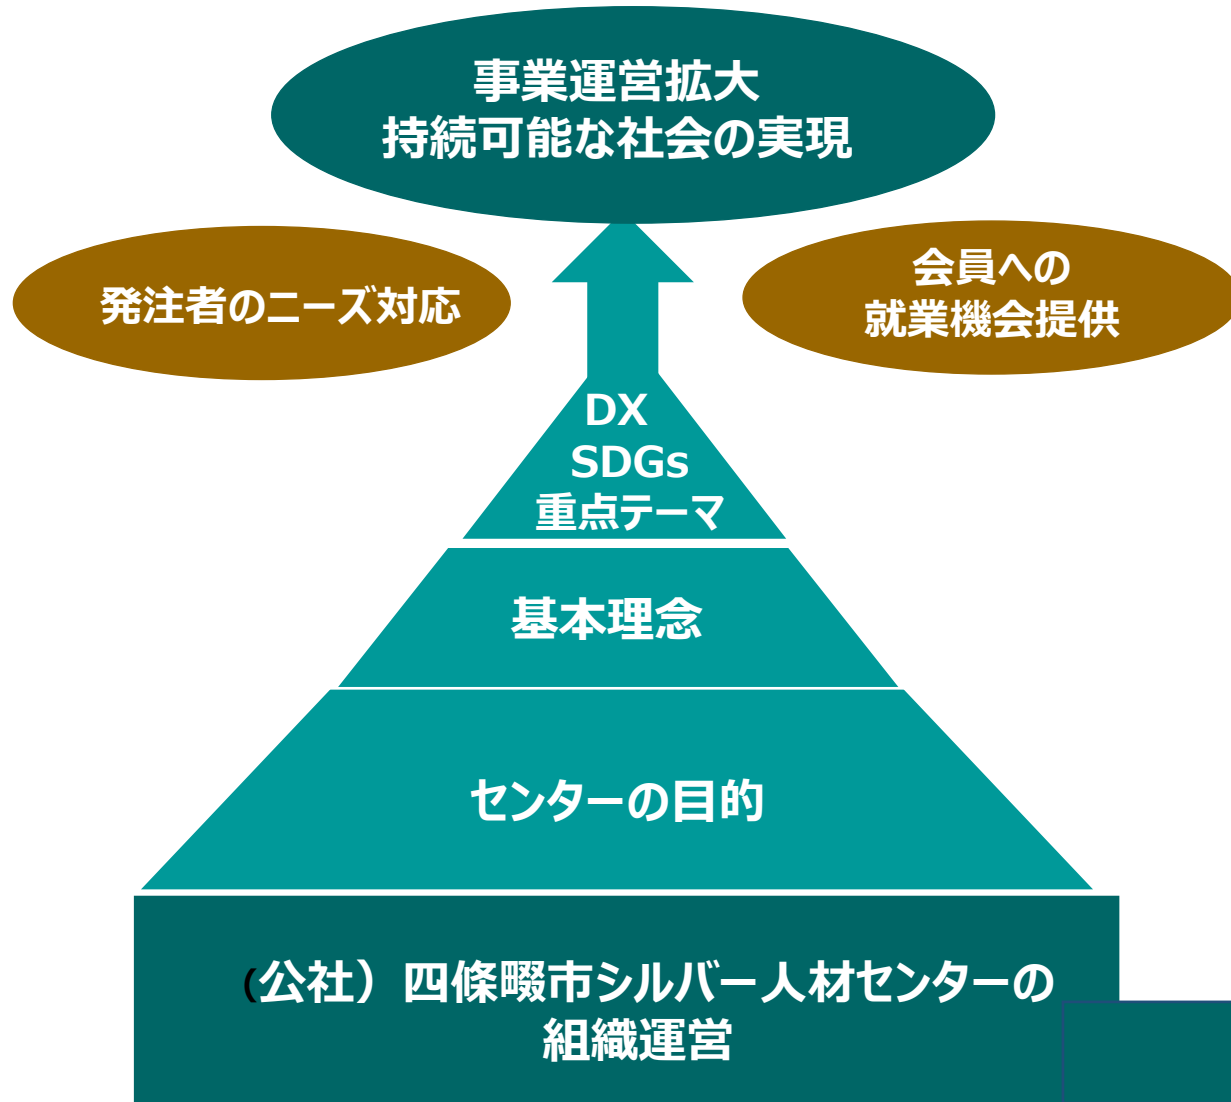 事業運営拡大
持続可能な社会の実現
発注者のニーズ対応
会員への
就業機会提供
DX
SDGs
重点テーマ
基本理念
センターの目的
(公社）四條畷市シルバー人材センターの
組織運営